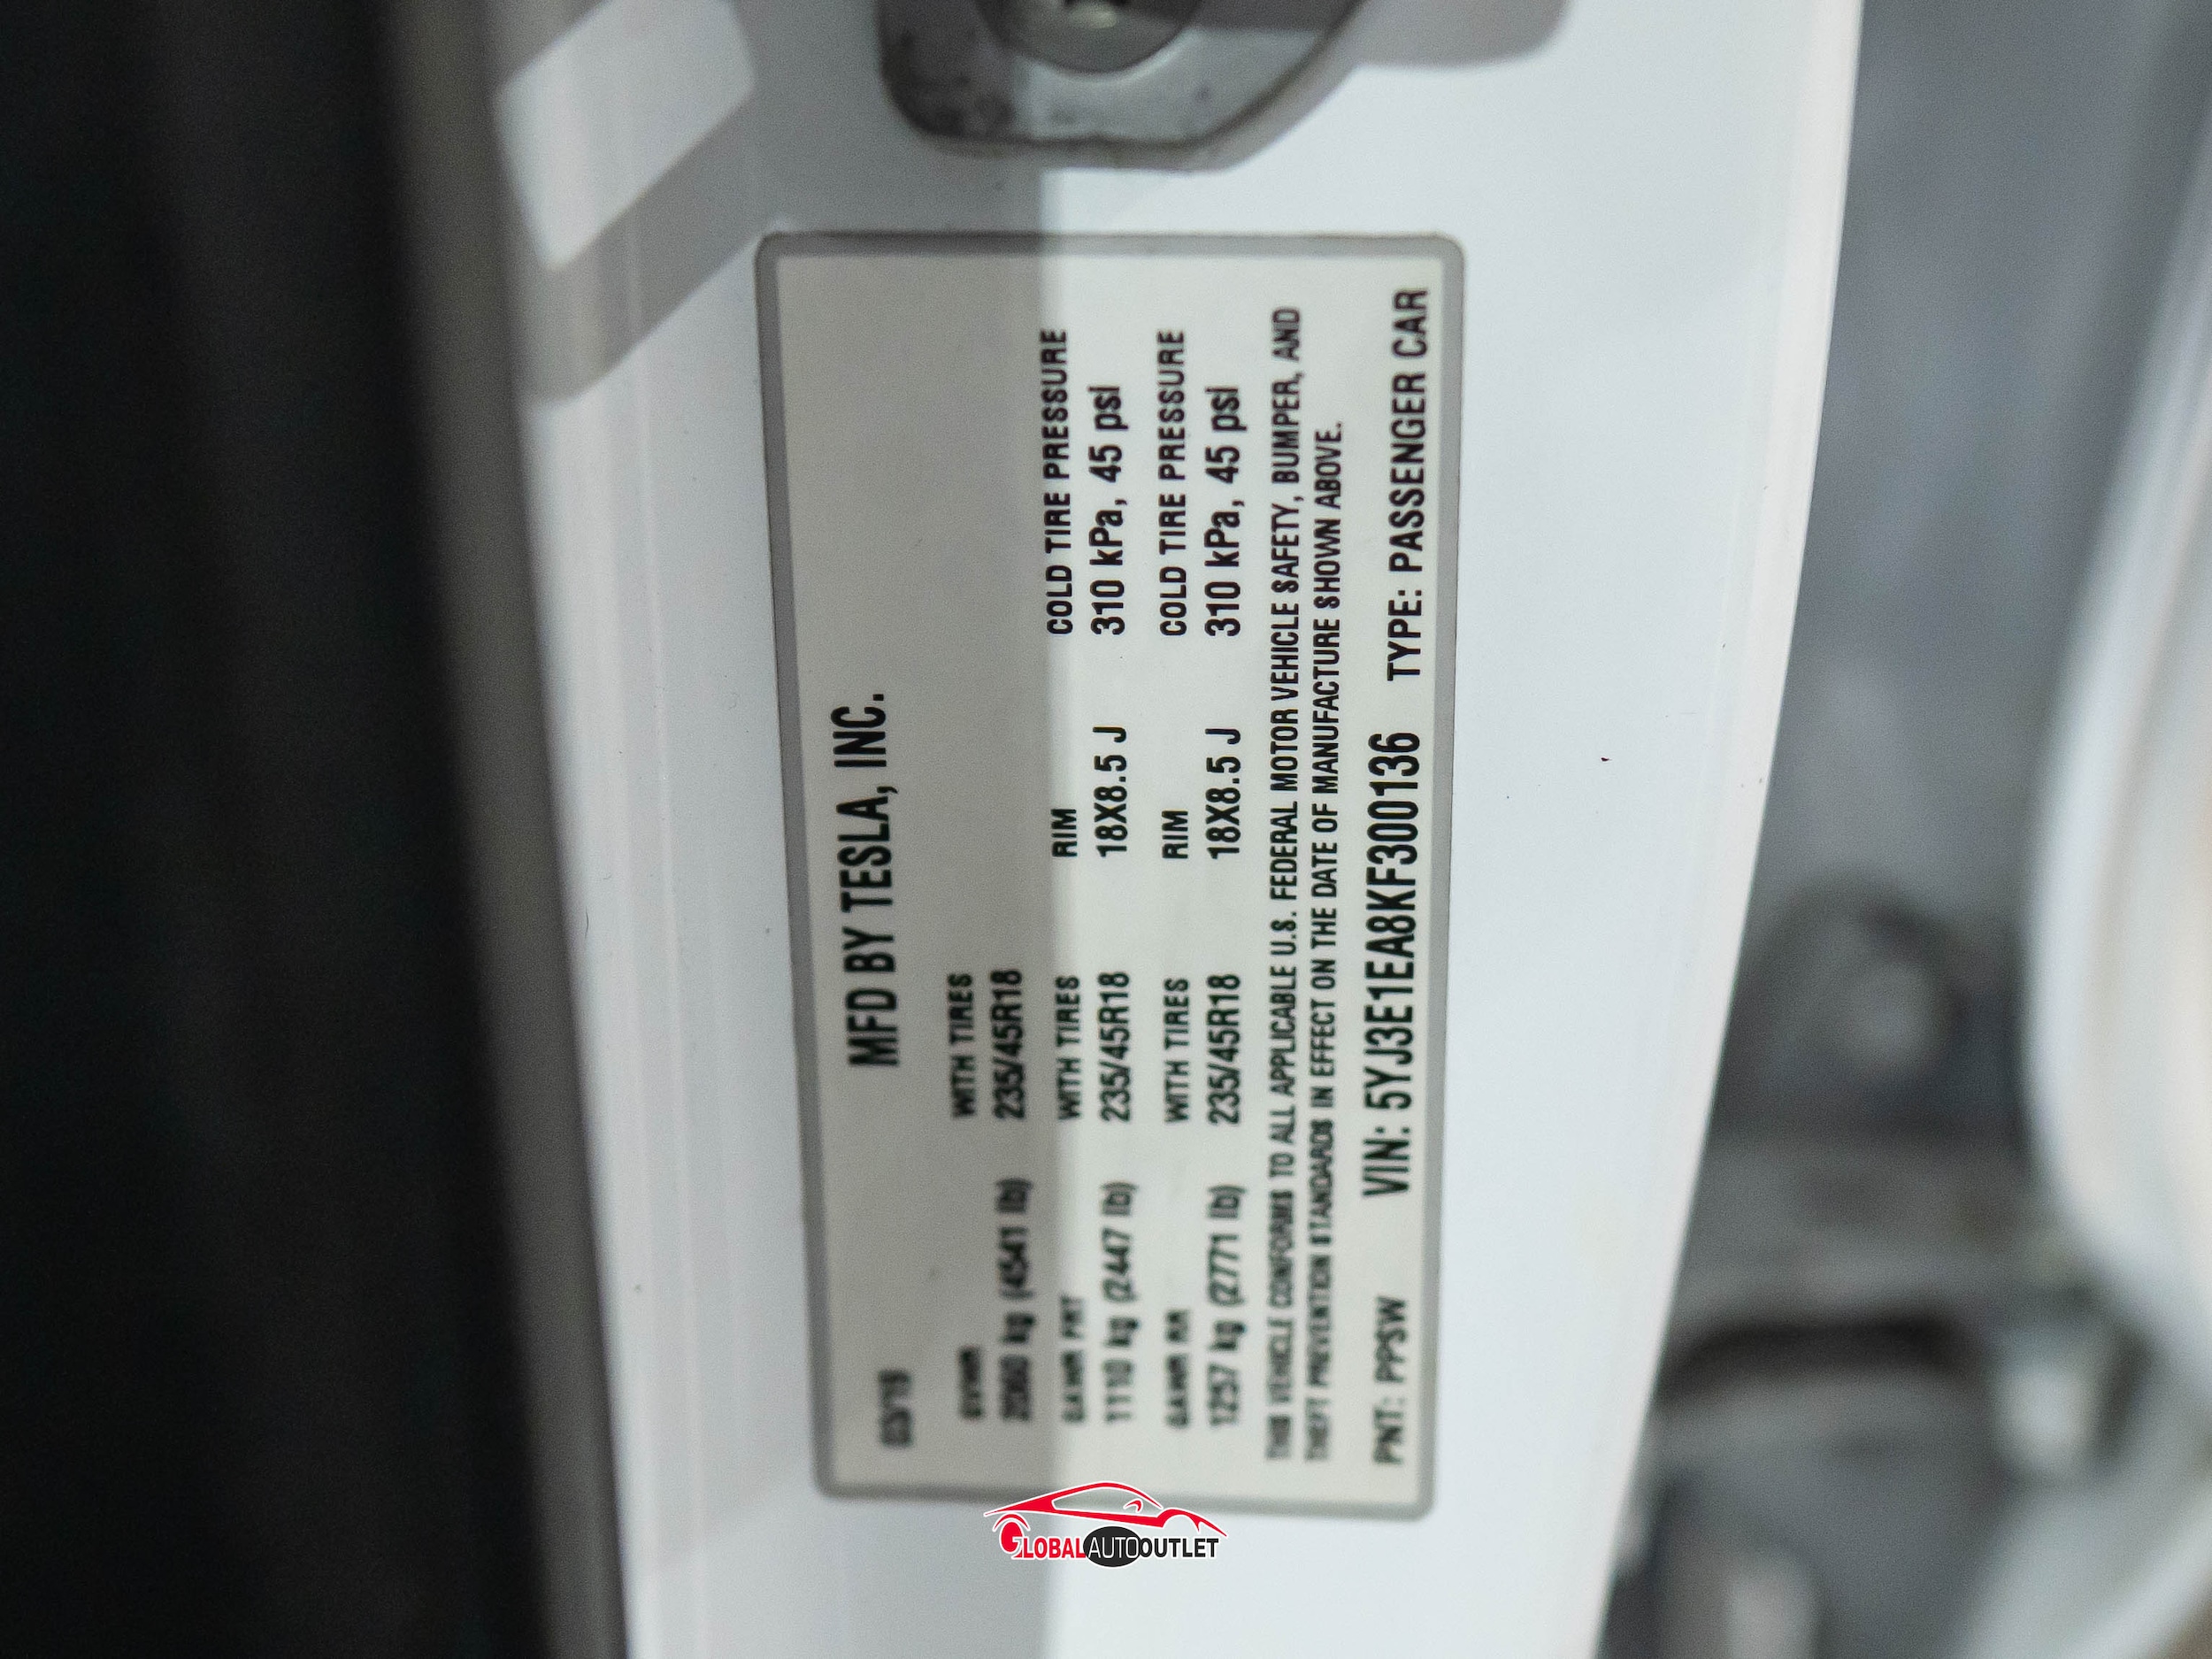 MFD BY TESLA, INC.
03/19
GVWR WITH TIRES
2060 kg (4541 lb) 235/45R18
GAWR FRT WITH TIRES RIM COLD TIRE PRESSURE
1110 kg (2447 lb) 235/45R18 18X8.5 J 310 kPa, 45 psi
GAWR RR WITH TIRES RIM COLD TIRE PRESSURE
1257 kg (2771 lb) 235/45R18 18X8.5 J 310 kPa, 45 psi
THIS VEHICLE CONFORMS TO ALL APPLICABLE U.S. FEDERAL MOTOR VEHICLE SAFETY, BUMPER, AND
THEFT PREVENTION STANDARDS IN EFFECT ON THE DATE OF MANUFACTURE SHOWN ABOVE.
PNT: PPSW VIN: 5YJ3E1EA8KF300136 TYPE: PASSENGER CAR
GLOBALAUTOOUTLET